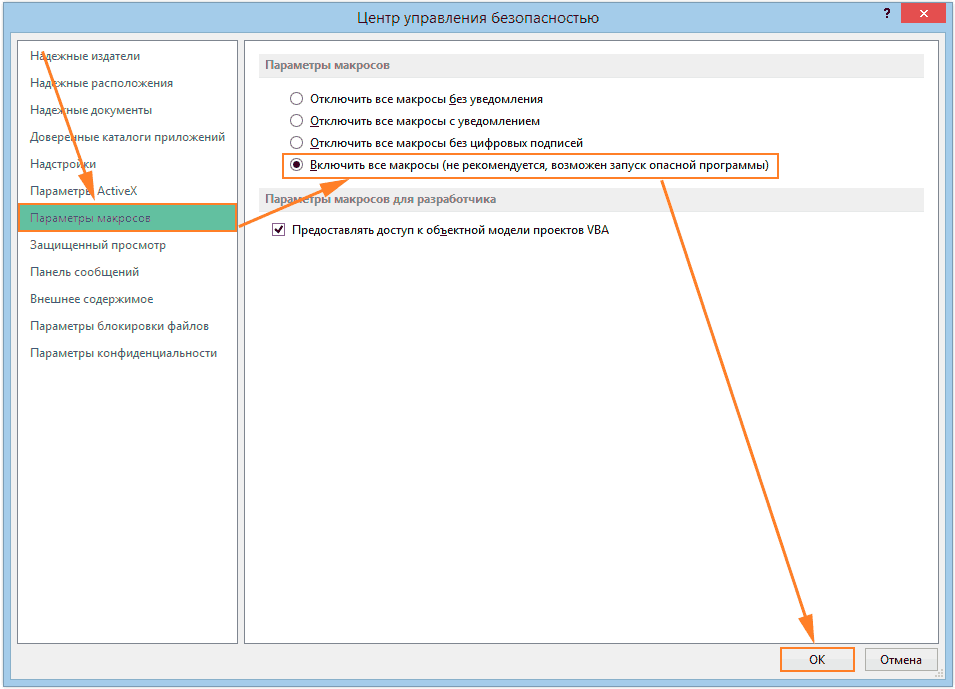 Центр управления безопасностью
?
Надежные издатели
Надежные расположения
Надежные документы
Доверенные каталоги приложений
Надстройки
Параметры ActiveX
Параметры макросов
Защищенный просмотр
Панель сообщений
Внешнее содержимое
Параметры блокировки файлов
Параметры конфиденциальности
Параметры макросов
Отключить все макросы без уведомления
Отключить все макросы с уведомлением
Отключить все макросы без цифровых подписей
Включить все макросы (не рекомендуется, возможен запуск опасной программы)
Параметры макросов для разработчика
Предоставлять доступ к объектной модели проектов VBA
ОК
Отмена